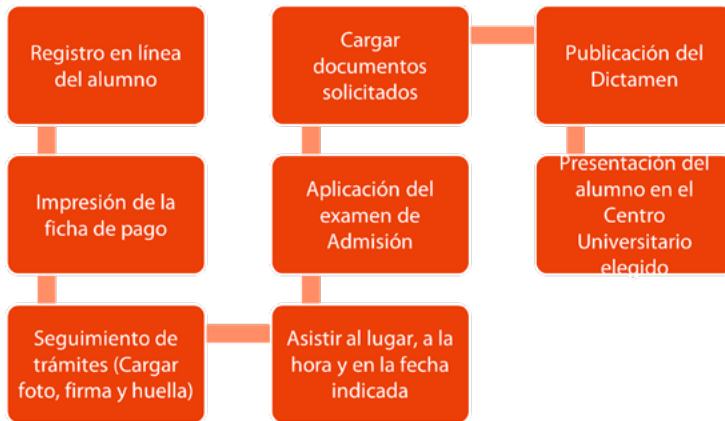 Registro en línea
del alumno
Impresión de la
ficha de pago
Seguimiento de
trámites (Cargar
foto, firma y huella)
Asistir al lugar, a la
hora y en la fecha
indicada
Aplicación del
examen de
Admisión
Cargar
documentos
solicitados
Publicación del
Dictamen
Presentación del
alumno en el
Centro
Universitario
elegido